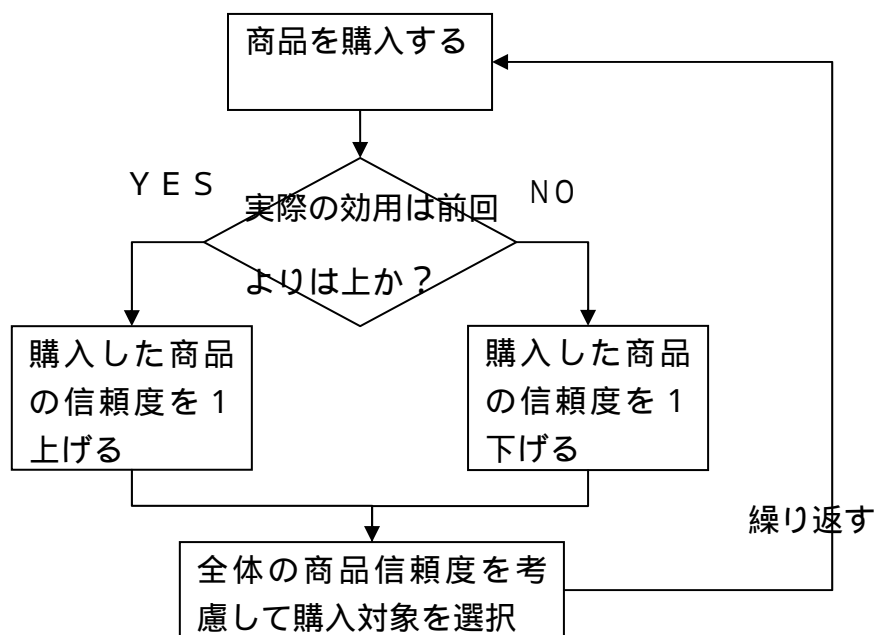 商品を購入する
ＹＥＳ
ＮＯ
実際の効用は前回
よりは上か？
購入した商品
の信頼度を１
上げる
購入した商品
の信頼度を１
下げる
繰り返す
全体の商品信頼度を考
慮して購入対象を選択